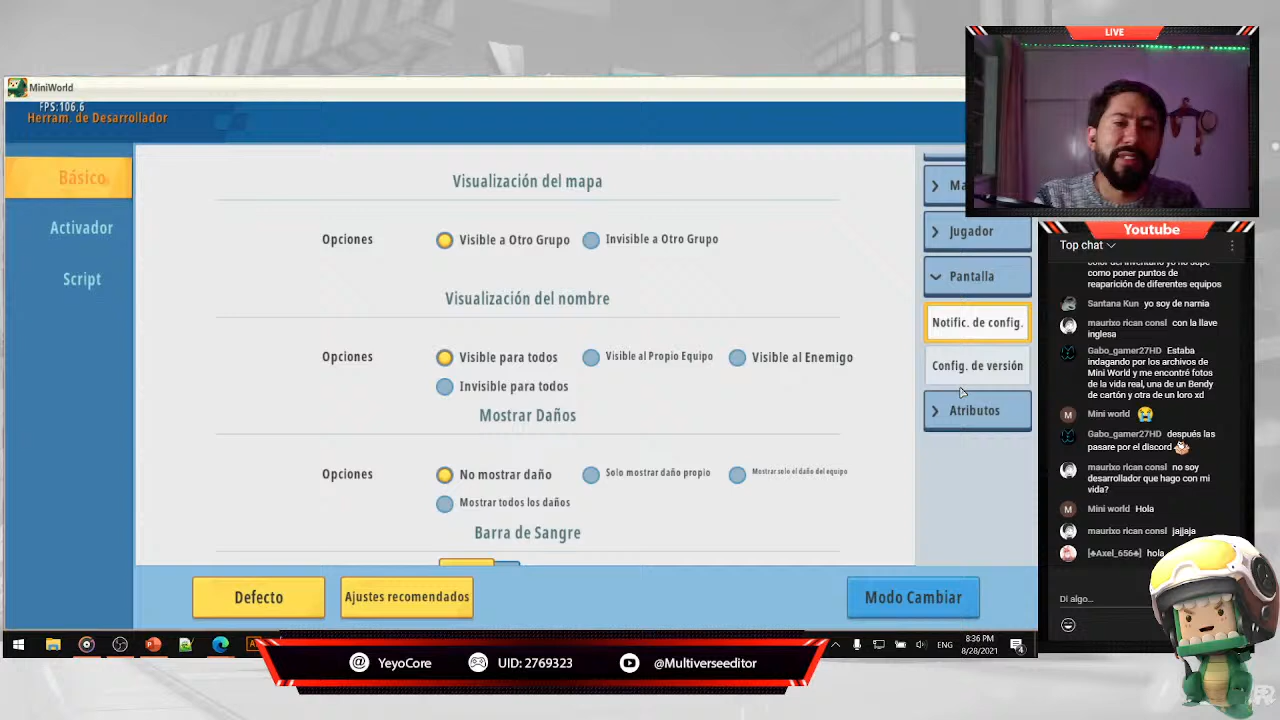 LIVE
MiniWorld
FPS:106.6
Herram. de Desarrollador
Básico
Activador
Script
Visualización del mapa
Opciones
Visible a Otro Grupo
Invisible a Otro Grupo
Visualización del nombre
Opciones
Visible para todos
Visible al Propio Equipo
Visible al Enemigo
Invisible para todos
Mostrar Daños
Opciones
No mostrar daño
Solo mostrar daño propio
Mostrar solo el daño del equipo
Mostrar todos los daños
Barra de Sangre
Defecto
Ajustes recomendados
Modo Cambiar
Jugador
Pantalla
Notific. de config.
Config. de versión
Atributos
Youtube
Top chat
como poner puntos de
reaparición de diferentes equipos
Santana Kun yo soy de narnia
maurixo rican consl con la llave
inglesa
Gabo_gamer27HD Estaba
indagando por los archivos de
Mini World y me encontré fotos
de la vida real, una de un Bendy
de cartón y otra de un loro xd
M Mini world 😭
Gabo_gamer27HD después las
pasare por el discord
maurixo rican consl no soy
desarrollador que hago con mi
vida?
M Mini world Hola
maurixo rican consl jajjaja
[♣Axel_656♣] hola
Di algo...
ENG
8:36 PM
8/28/2021
4
YeyoCore
UID: 2769323
@Multiverseeditor